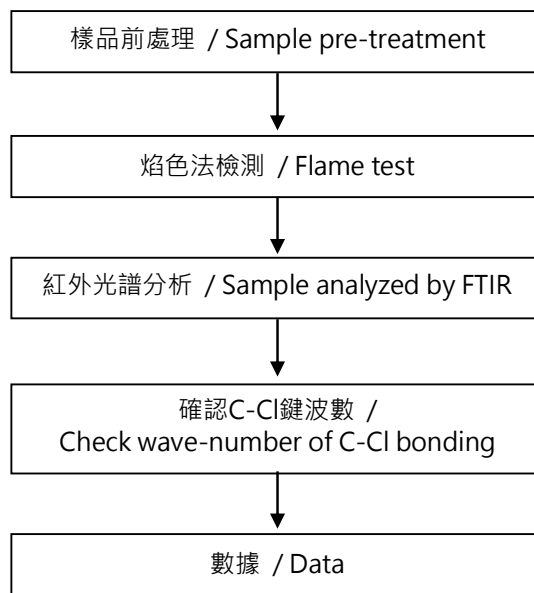 樣品前處理 / Sample pre-treatment
焰色法檢測 / Flame test
紅外光譜分析 / Sample analyzed by FTIR
確認C-Cl鍵波數 /
Check wave-number of C-Cl bonding
數據 / Data